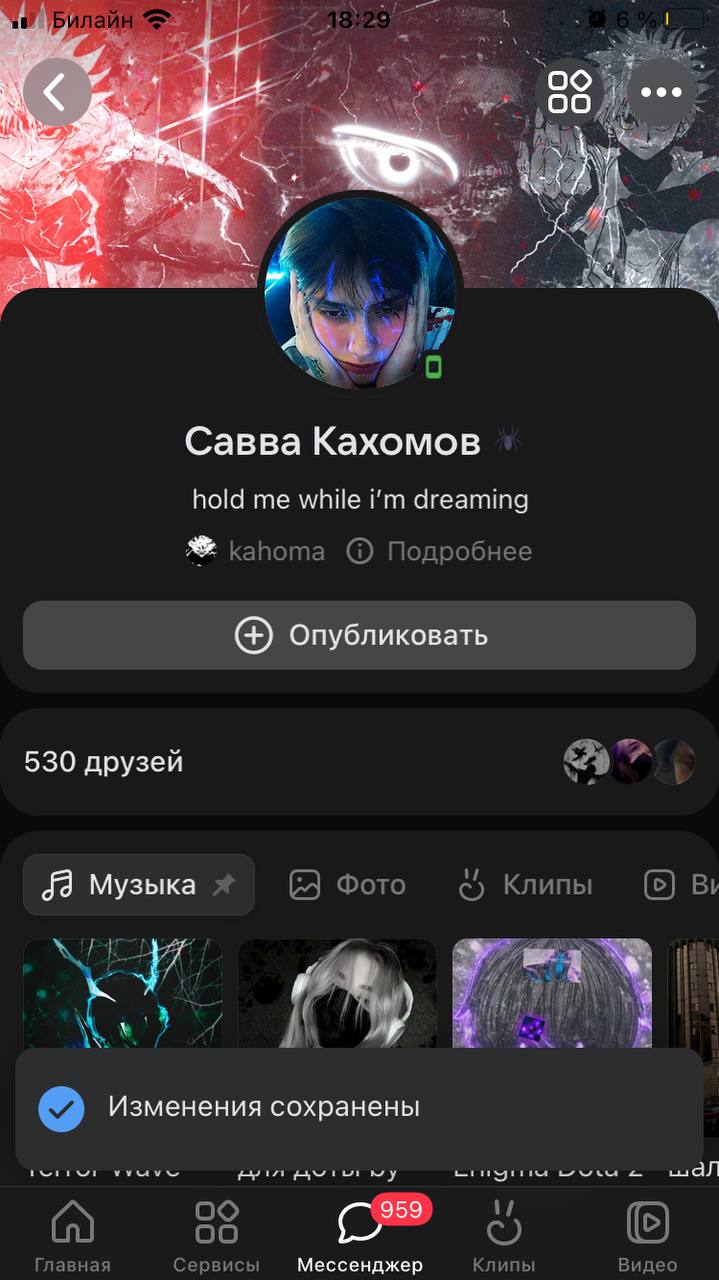 Билайн 18:29 6 %
Савва Кахомов
hold me while i’m dreaming
kahoma Подробнее
Опубликовать
530 друзей
Музыка Фото Клипы Ви
Изменения сохранены
Terror Wave для доты by Enigma Dota 2 шал
959
Главная Сервисы Мессенджер Клипы Видео